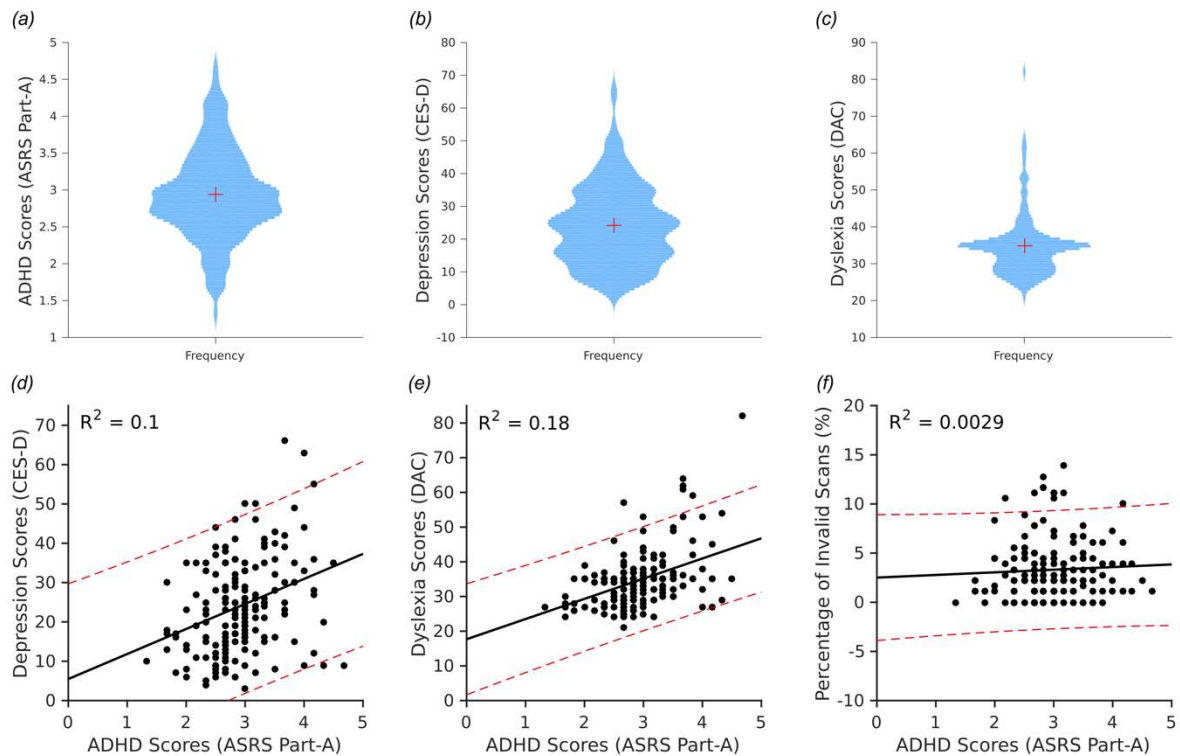 (a)
ADHD Scores (ASRS Part-A)
5
4.5
4
3.5
3
2.5
2
1.5
1
Frequency
(b)
Depression Scores (CES-D)
80
70
60
50
40
30
20
10
0
-10
Frequency
(c)
Dyslexia Scores (DAC)
90
80
70
60
50
40
30
20
10
Frequency
(d)
R² = 0.1
Depression Scores (CES-D)
70
60
50
40
30
20
10
0
0 1 2 3 4 5
ADHD Scores (ASRS Part-A)
(e)
R² = 0.18
Dyslexia Scores (DAC)
80
70
60
50
40
30
20
10
0
0 1 2 3 4 5
ADHD Scores (ASRS Part-A)
(f)
R² = 0.0029
Percentage of Invalid Scans (%)
20
15
10
5
0
-5
-10
0 1 2 3 4 5
ADHD Scores (ASRS Part-A)